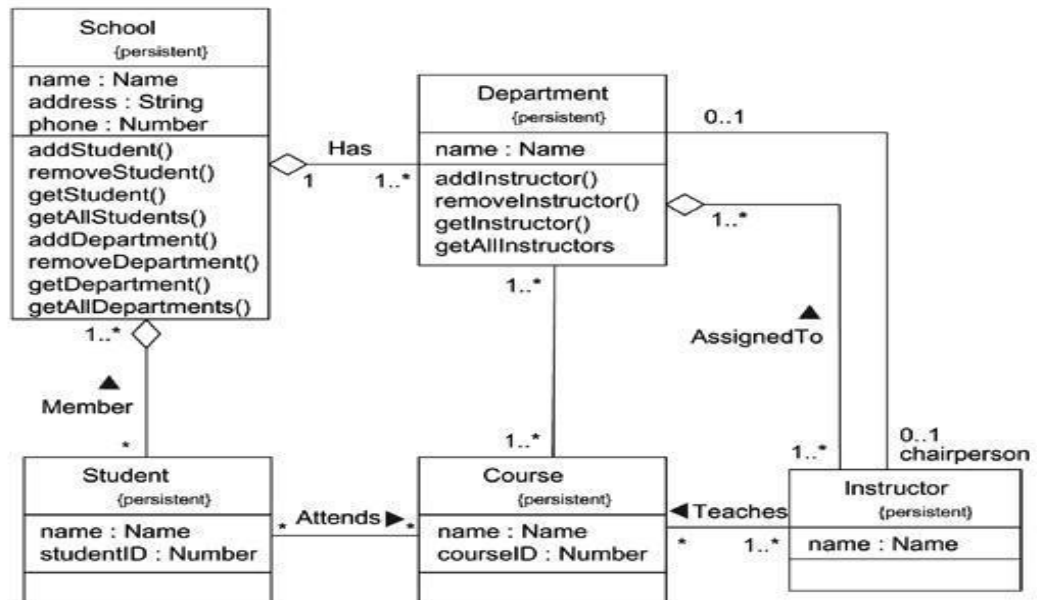 School
{persistent}
name : Name
address : String
phone : Number
addStudent()
removeStudent()
getStudent()
getAllStudents()
addDepartment()
removeDepartment()
getDepartment()
getAllDepartments()
Has
1
1..*
Department
{persistent}
name : Name
addInstructor()
removeInstructor()
getInstructor()
getAllInstructors
0..1
1..*
1..*
1..*
▲
Member
*
▲
AssignedTo
1..*
1..*
0..1
chairperson
Student
{persistent}
name : Name
studentID : Number
* Attends ▶ *
Course
{persistent}
name : Name
courseID : Number
◀ Teaches
* 1..*
Instructor
{persistent}
name : Name